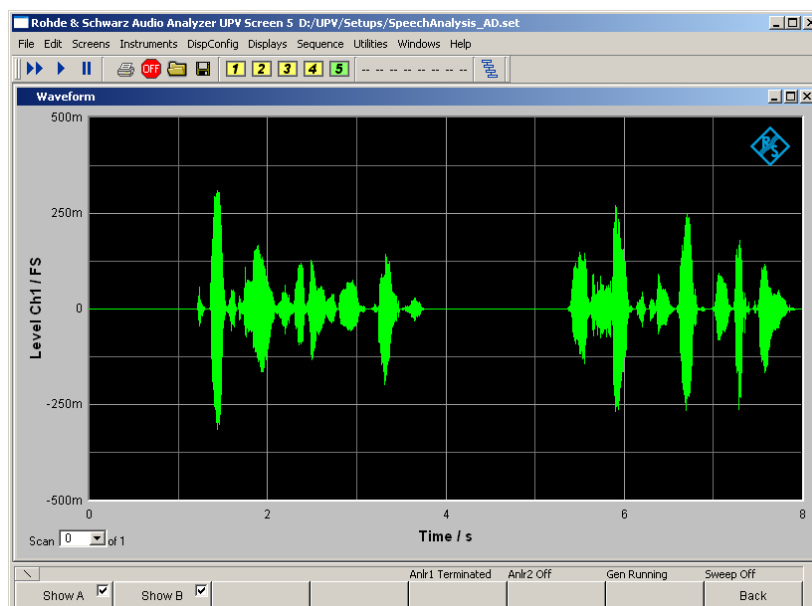 Rohde & Schwarz Audio Analyzer UPV Screen 5 D:/UPV/Setups/SpeechAnalysis_AD.set
File Edit Screens Instruments DispConfig Displays Sequence Utilities Windows Help
OFF 1 2 3 4 5 -- -- -- -- -- -- -- --
Waveform
500m
R S
250m
Level Ch1 / FS
0
-250m
-500m
0 2 4 6 8
Time / s
Scan 0 of 1
Anlr1 Terminated Anlr2 Off Gen Running Sweep Off
Show A Show B Back